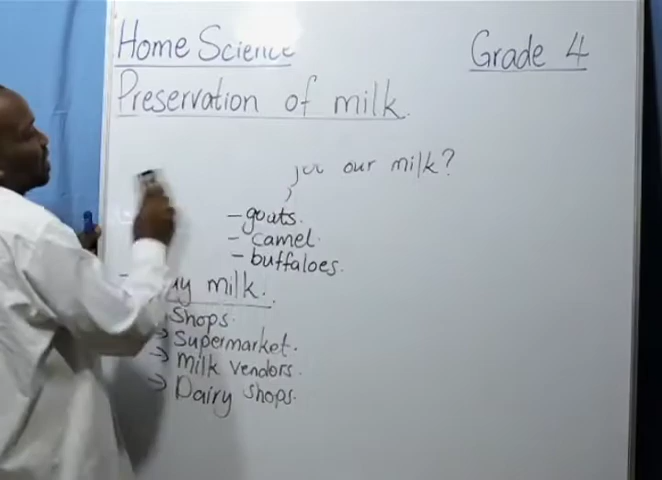 Home Science
Grade 4
Preservation of milk.
our milk?
- goats.
- camel.
- buffaloes.
milk.
Shops.
Supermarket.
Milk vendors.
Dairy shops.